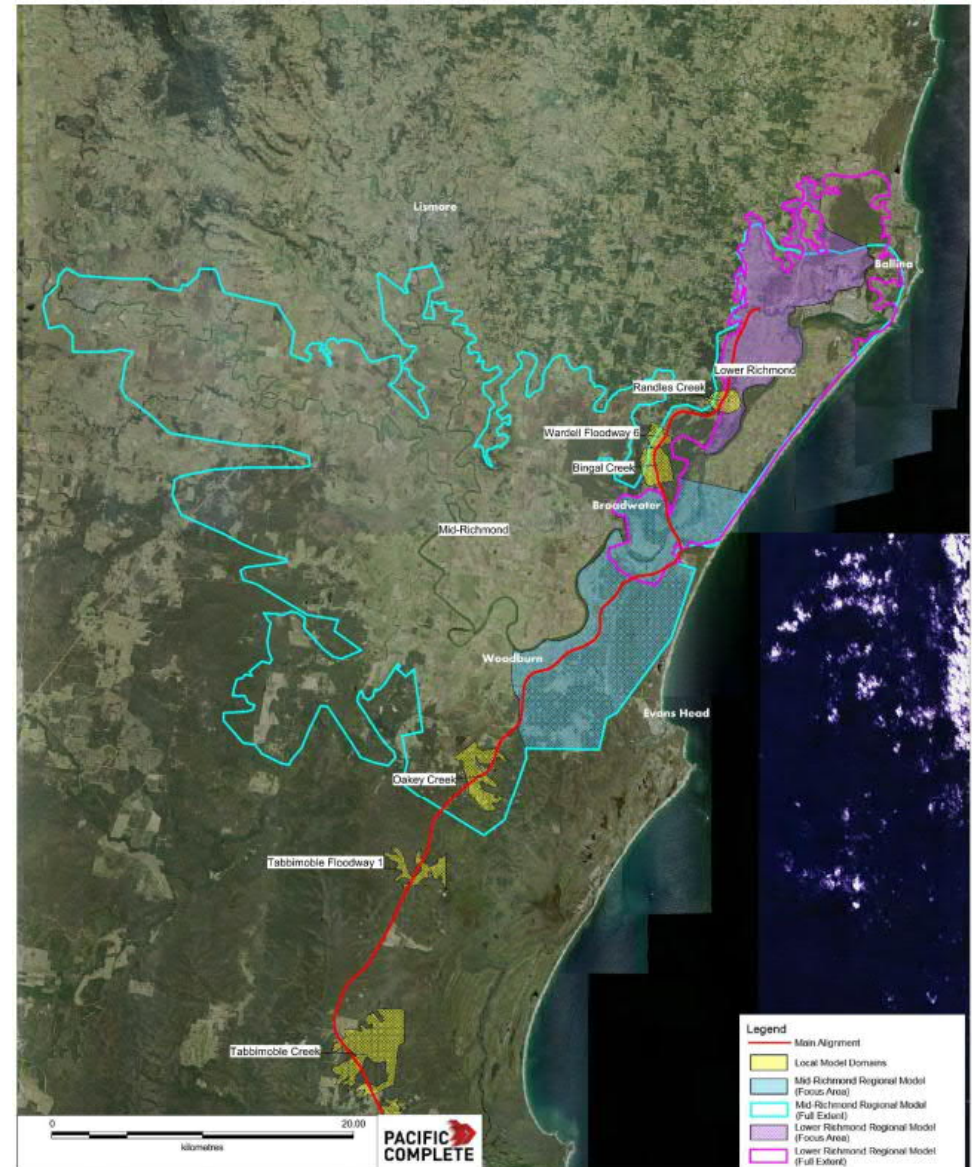 Lismore
Ballina
Lower Richmond
Randles Creek
Wardell Floodway 6
Bingal Creek
Broadwater
Mid-Richmond
Woodburn
Evans Head
Oakey Creek
Tabbimoble Floodway 1
Tabbimoble Creek
0 20.00
kilometres
PACIFIC
COMPLETE
Legend
Main Alignment
Local Model Domains
Mid-Richmond Regional Model
(Focus Area)
Mid-Richmond Regional Model
(Full Extent)
Lower Richmond Regional Model
(Focus Area)
Lower Richmond Regional Model
(Full Extent)